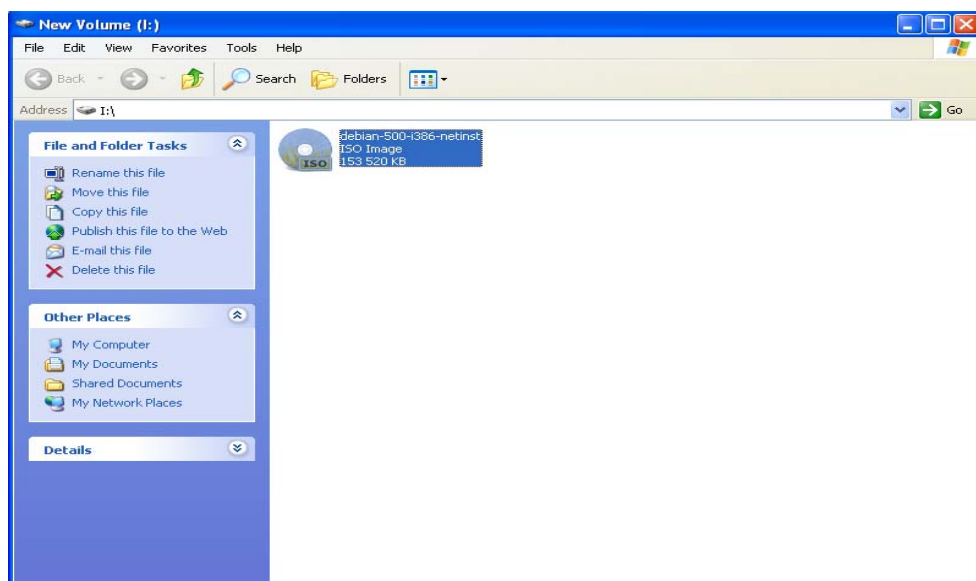 New Volume (I:)
File Edit View Favorites Tools Help
Back Search Folders
Address I:\ Go
File and Folder Tasks
Rename this file
Move this file
Copy this file
Publish this file to the Web
E-mail this file
Delete this file
Other Places
My Computer
My Documents
Shared Documents
My Network Places
Details
debian-500-i386-netinst
ISO Image
153 520 KB
ISO